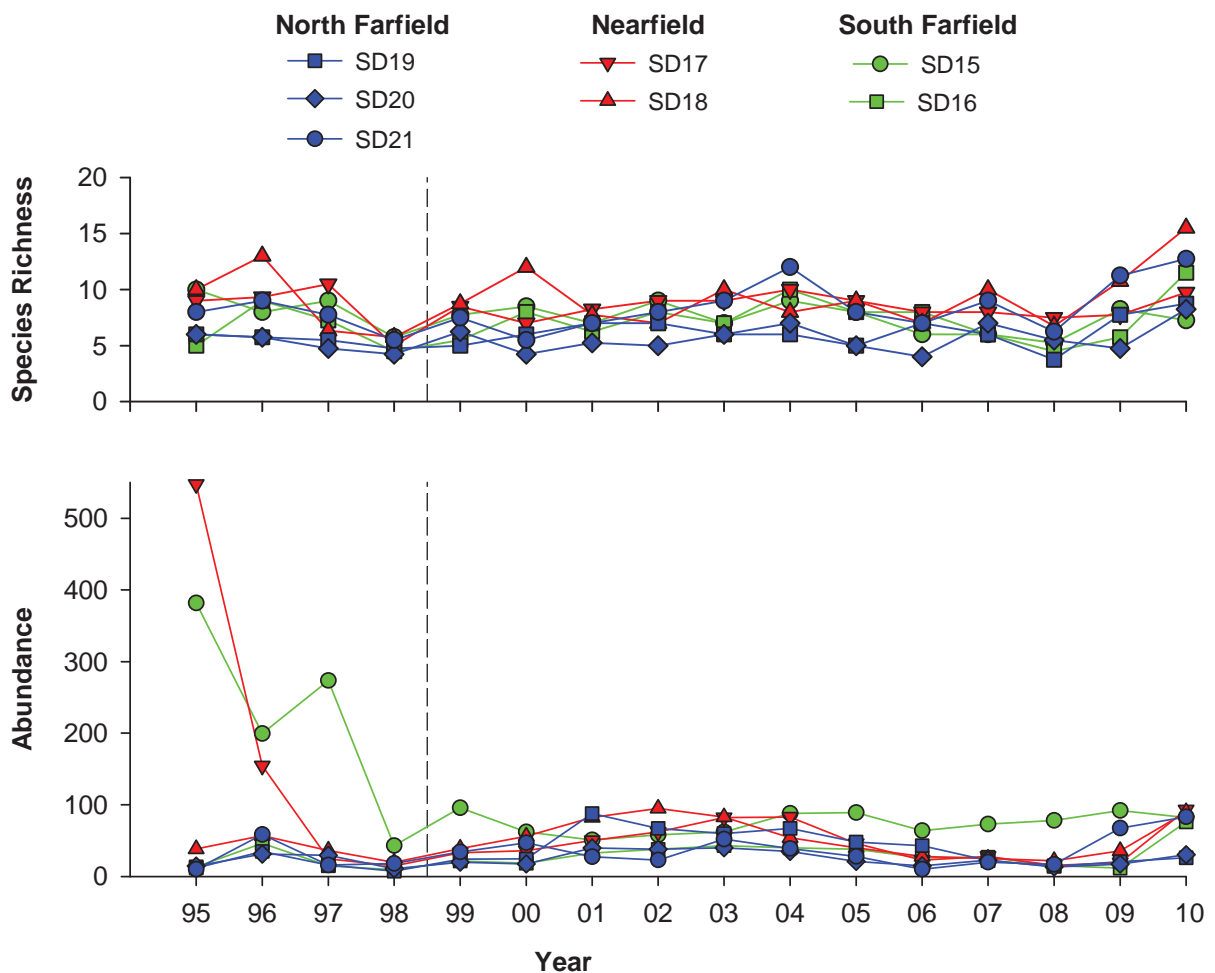 North Farfield Nearfield South Farfield
SD19 SD17 SD15
SD20 SD18 SD16
SD21
Species Richness
20
15
10
5
0
Abundance
500
400
300
200
100
0
95 96 97 98 99 00 01 02 03 04 05 06 07 08 09 10
Year